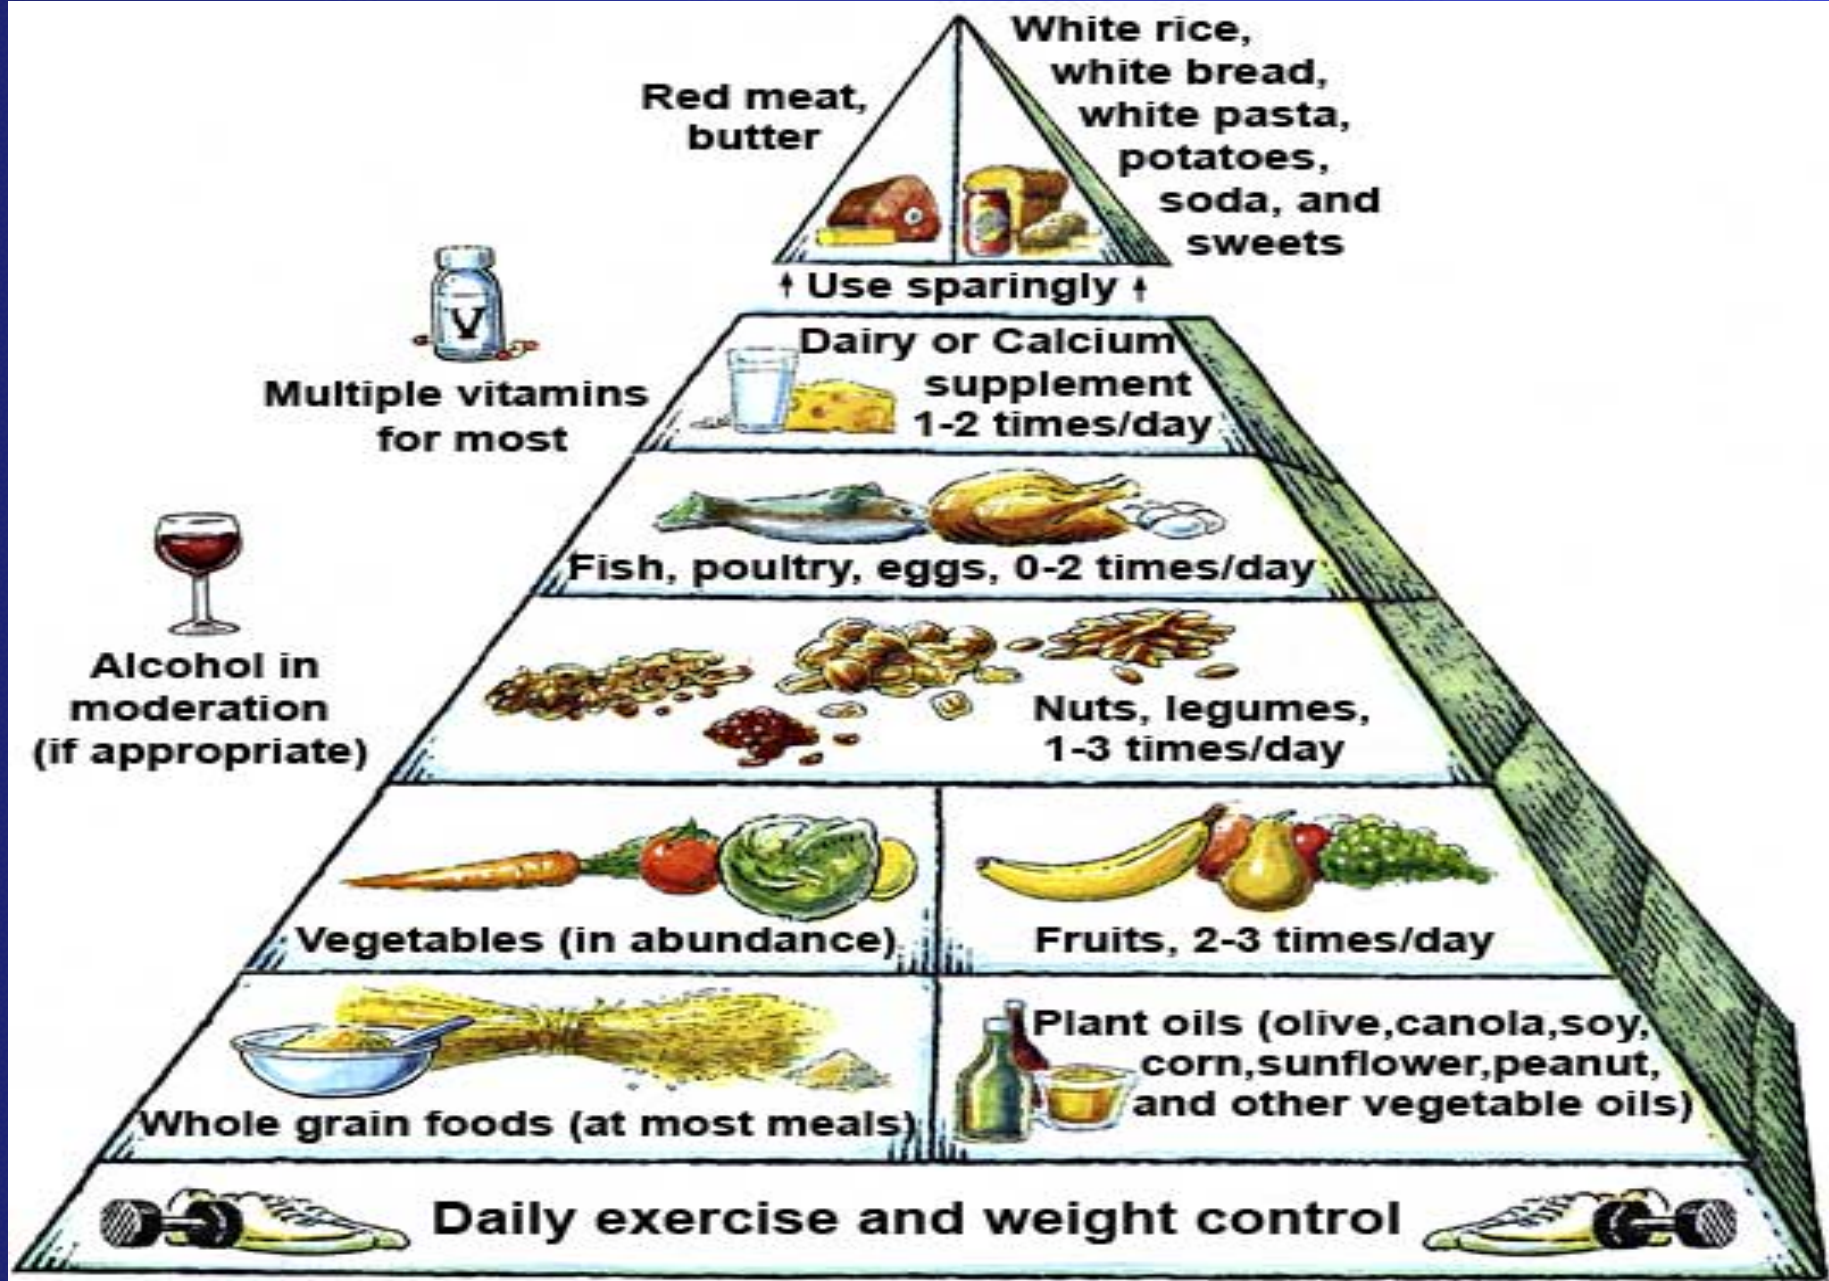 White rice,
white bread,
white pasta,
potatoes,
soda, and
sweets
Red meat,
butter
Use sparingly
V
Multiple vitamins
for most
Dairy or Calcium
supplement
1-2 times/day
Fish, poultry, eggs, 0-2 times/day
Alcohol in
moderation
(if appropriate)
Nuts, legumes,
1-3 times/day
Vegetables (in abundance)
Fruits, 2-3 times/day
Whole grain foods (at most meals)
Plant oils (olive,canola,soy,
corn,sunflower,peanut,
and other vegetable oils)
Daily exercise and weight control